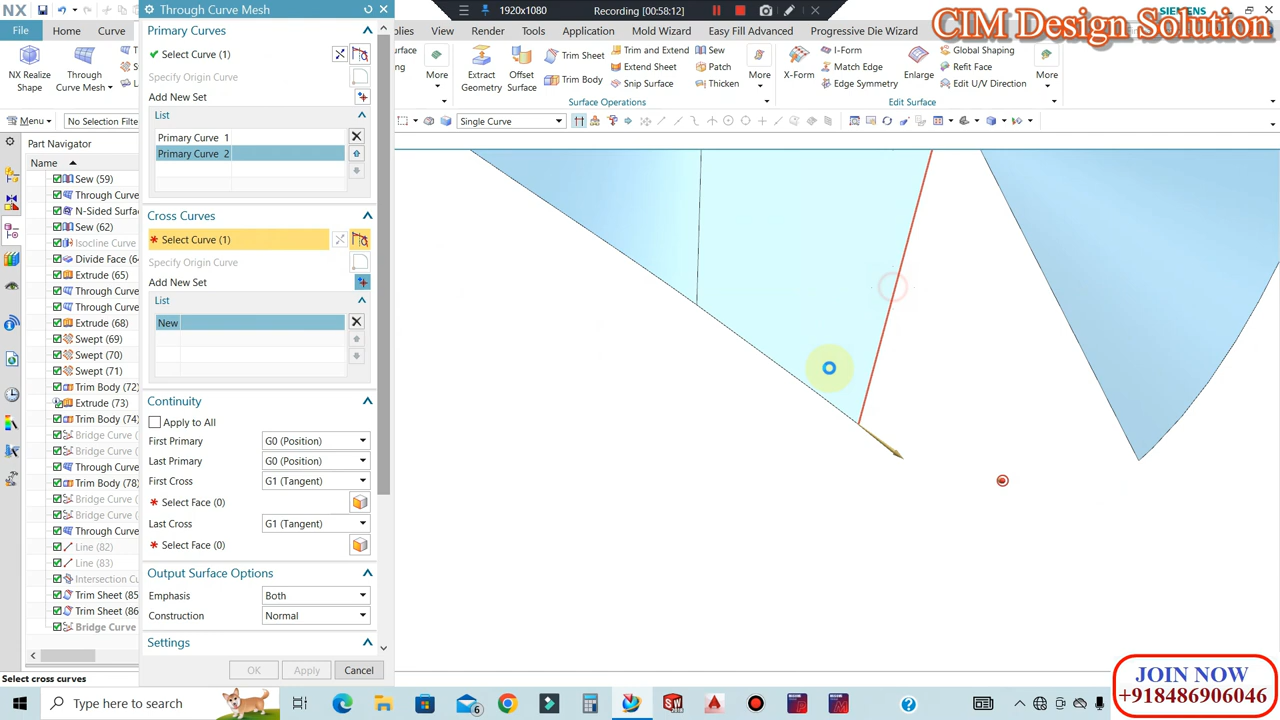 NX
Through Curve Mesh
1920x1080
Recording [00:58:12]
SIEMENS
CIM Design Solution
File
Home
Curve
View
Render
Tools
Application
Mold Wizard
Easy Fill Advanced
Progressive Die Wizard
NX Realize Shape
Through Curve Mesh
More
Extract Geometry
Offset Surface
Trim Sheet
Trim Body
Trim and Extend
Extend Sheet
Snip Surface
Sew
Patch
Thicken
More
Surface Operations
X-Form
I-Form
Match Edge
Edge Symmetry
Enlarge
Global Shaping
Refit Face
Edit U/V Direction
More
Edit Surface
Menu
No Selection Filter
Single Curve
Part Navigator
Name
Sew (59)
Through Curve
N-Sided Surfa
Sew (62)
Isocline Curve
Divide Face (64
Extrude (65)
Through Curve
Through Curve
Extrude (68)
Swept (69)
Swept (70)
Swept (71)
Trim Body (72)
Extrude (73)
Trim Body (74)
Bridge Curve
Bridge Curve
Through Curve
Trim Body (78)
Bridge Curve
Bridge Curve
Through Curve
Line (82)
Line (83)
Intersection C
Trim Sheet (85
Trim Sheet (86
Bridge Curve
Primary Curves
Select Curve (1)
Specify Origin Curve
Add New Set
List
Primary Curve 1
Primary Curve 2
Cross Curves
* Select Curve (1)
Specify Origin Curve
Add New Set
List
New
Continuity
Apply to All
First Primary G0 (Position)
Last Primary G0 (Position)
First Cross G1 (Tangent)
* Select Face (0)
Last Cross G1 (Tangent)
* Select Face (0)
Output Surface Options
Emphasis Both
Construction Normal
Settings
OK Apply Cancel
Select cross curves
JOIN NOW
+918486906046
Type here to search
6